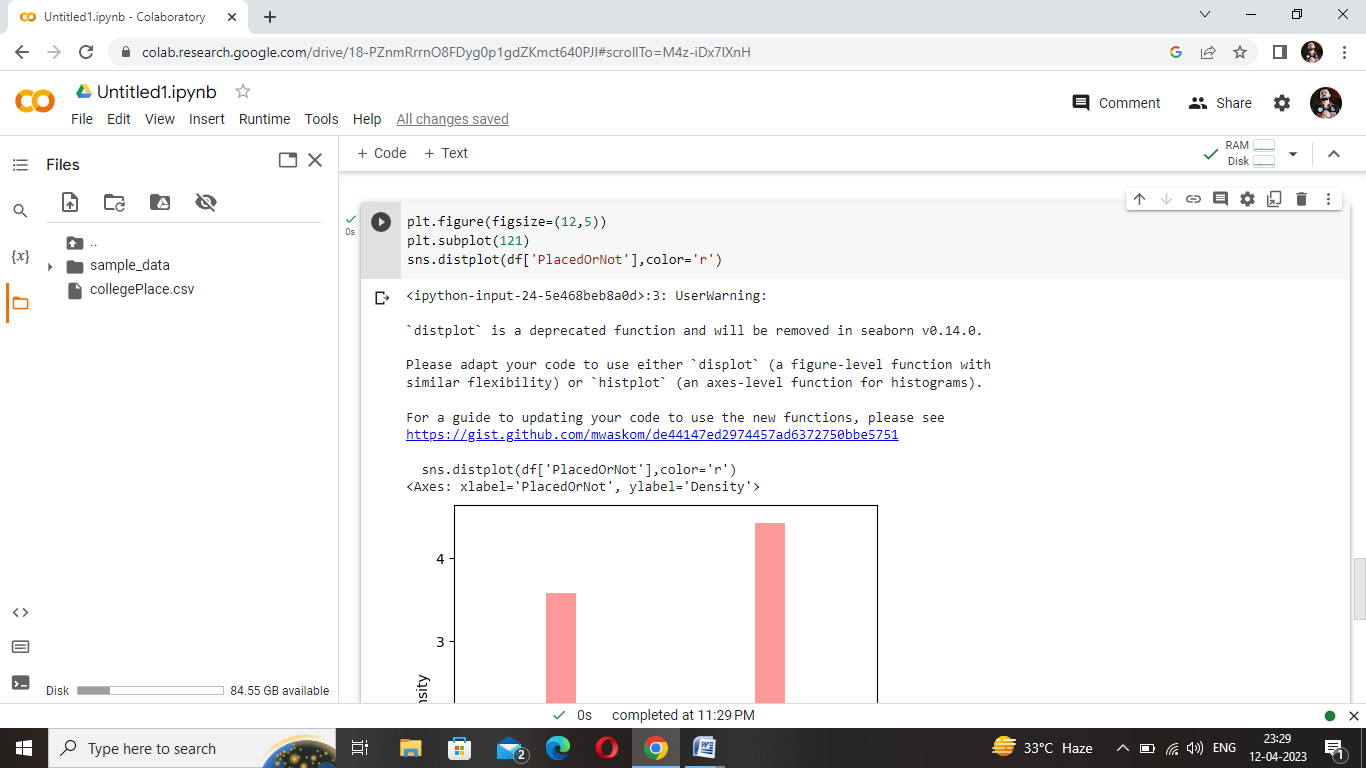 Untitled1.ipynb - Colaboratory
colab.research.google.com/drive/18-PZnmRrrnO8FDyg0p1gdZKmct640PJI#scrollTo=M4z-iDx7IXnH
Untitled1.ipynb
File Edit View Insert Runtime Tools Help All changes saved
Comment Share
Files
+ Code + Text
RAM
Disk
..
sample_data
collegePlace.csv
{x}
0s
plt.figure(figsize=(12,5))
plt.subplot(121)
sns.distplot(df['PlacedOrNot'],color='r')
<ipython-input-24-5e468beb8a0d>:3: UserWarning:
`distplot` is a deprecated function and will be removed in seaborn v0.14.0.
Please adapt your code to use either `displot` (a figure-level function with
similar flexibility) or `histplot` (an axes-level function for histograms).
For a guide to updating your code to use the new functions, please see
https://gist.github.com/mwaskom/de44147ed2974457ad6372750bbe5751
sns.distplot(df['PlacedOrNot'],color='r')
<Axes: xlabel='PlacedOrNot', ylabel='Density'>
4
3
nsity
Disk 84.55 GB available
0s completed at 11:29 PM
Type here to search
2
33°C Haze
ENG
23:29
12-04-2023
1